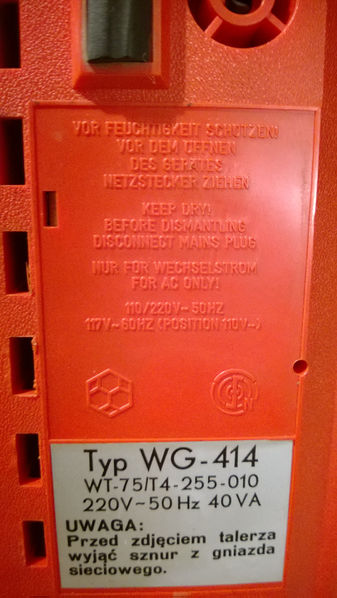 VOR FEUCHTIGKEIT SCHÜTZEN!
VOR DEM ÖFFNEN
DES GERÄTES
NETZSTECKER ZIEHEN
KEEP DRY!
BEFORE DISMANTLING
DISCONNECT MAINS PLUG
NUR FÜR WECHSELSTROM
FOR AC ONLY!
110/220V~50HZ
117V~60HZ (POSITION 110V~)
Typ WG-414
WT-75/T4-255-010
220V~50Hz 40VA
UWAGA:
Przed zdjęciem talerza
wyjąć sznur z gniazda
sieciowego.